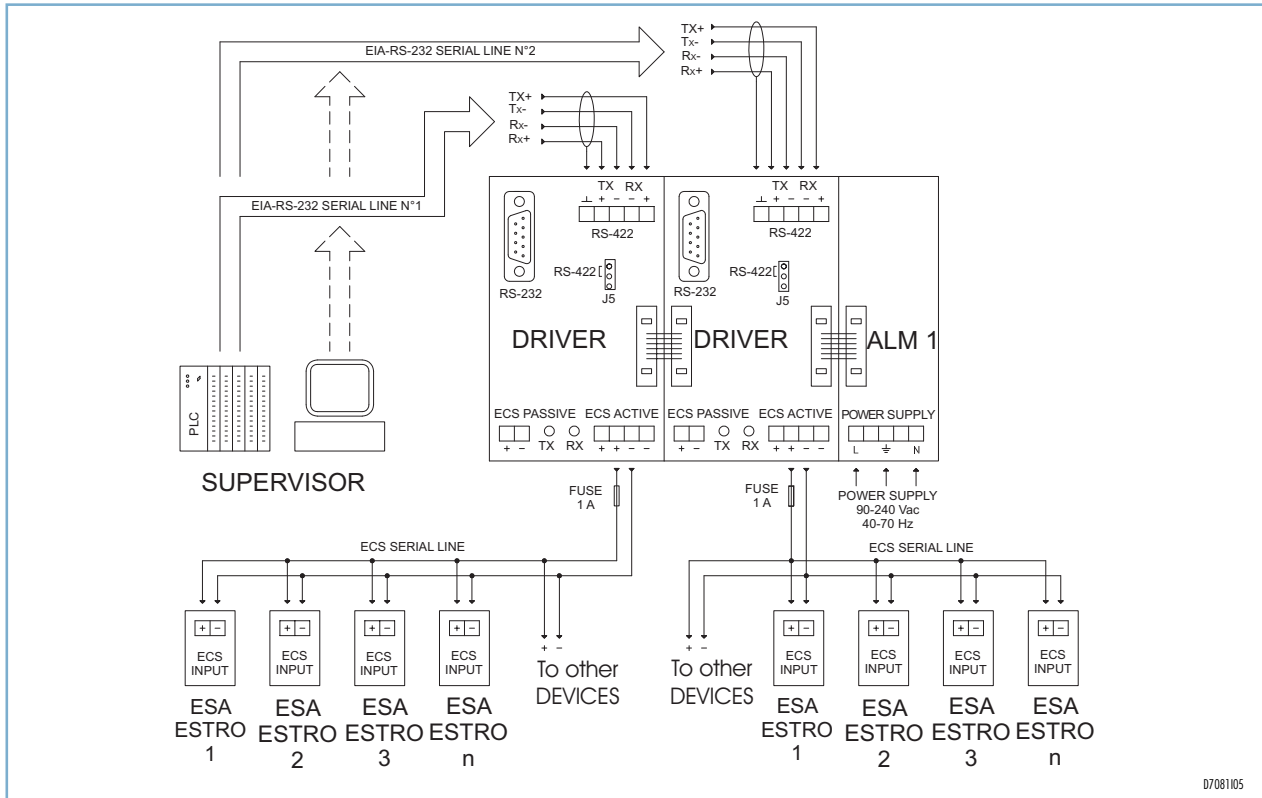 TX+
Tx-
Rx-
Rx+
EIA-RS-232 SERIAL LINE N°2
TX+
Tx-
Rx-
Rx+
EIA-RS-232 SERIAL LINE N°1
TX RX
+ − − +
RS-422
RS-232
RS-422
J5
DRIVER
ECS PASSIVE
+ −
TX RX
ECS ACTIVE
+ + − −
TX RX
+ − − +
RS-422
RS-232
RS-422
J5
DRIVER
ECS PASSIVE
+ −
TX RX
ECS ACTIVE
+ + − −
ALM 1
POWER SUPPLY
L N
POWER SUPPLY
90-240 Vac
40-70 Hz
PLC
SUPERVISOR
FUSE
1 A
FUSE
1 A
ECS SERIAL LINE
+ −
ECS
INPUT
ESA
ESTRO
1
+ −
ECS
INPUT
ESA
ESTRO
2
+ −
ECS
INPUT
ESA
ESTRO
3
+ −
ECS
INPUT
ESA
ESTRO
n
+ −
To other
DEVICES
ECS SERIAL LINE
+ −
To other
DEVICES
+ −
ECS
INPUT
ESA
ESTRO
1
+ −
ECS
INPUT
ESA
ESTRO
2
+ −
ECS
INPUT
ESA
ESTRO
3
+ −
ECS
INPUT
ESA
ESTRO
n
D7081I05